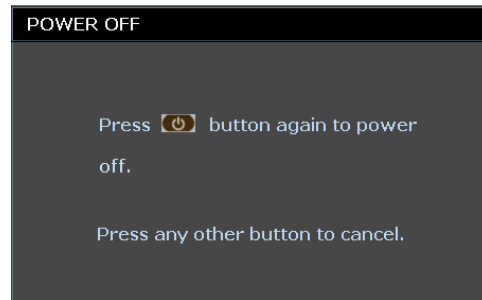 POWER OFF
Press button again to power
off.
Press any other button to cancel.